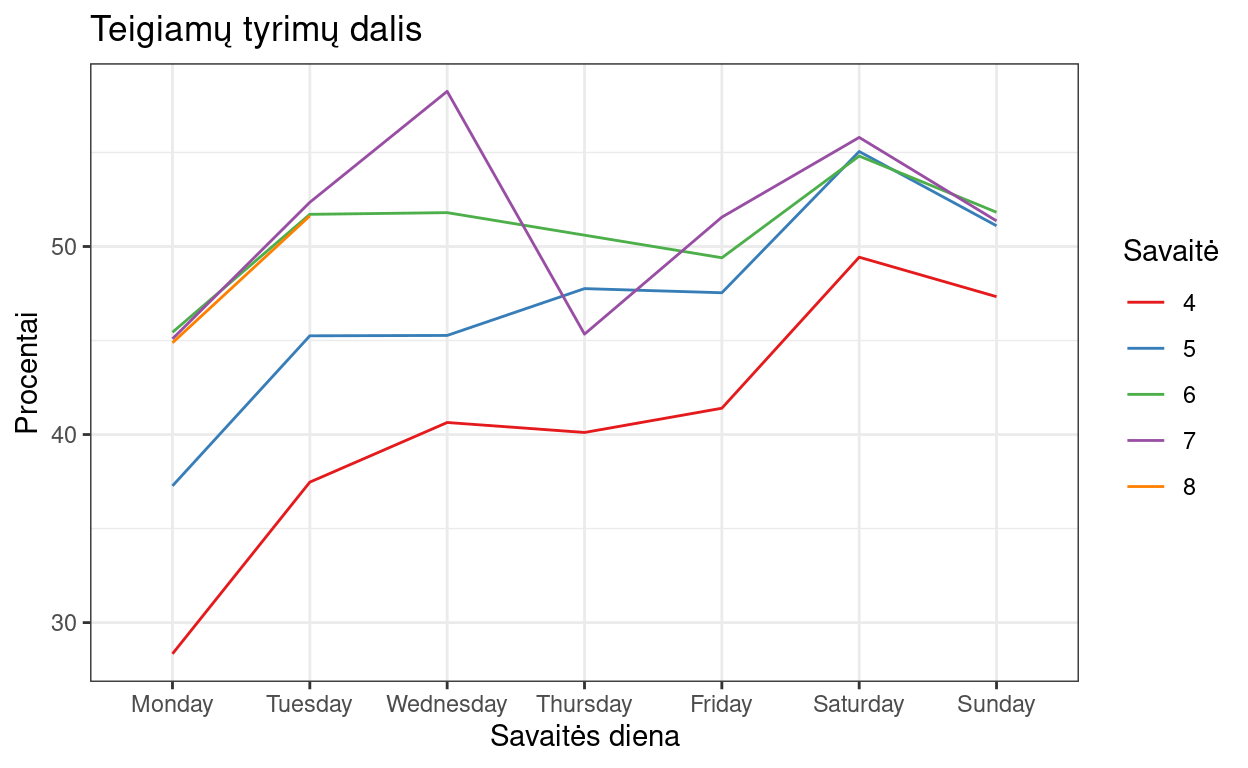 Teigiamų tyrimų dalis
Procentai
50
40
30
Monday
Tuesday
Wednesday
Thursday
Friday
Saturday
Sunday
Savaitės diena
Savaitė
4
5
6
7
8